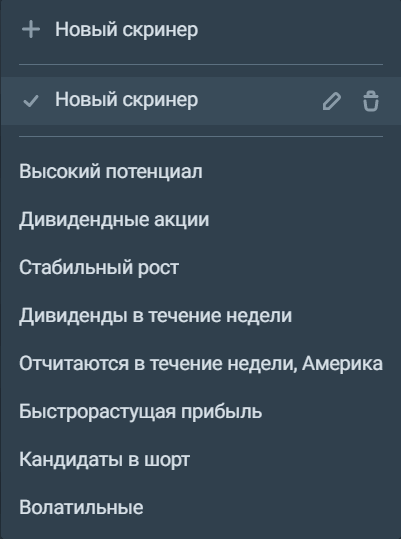 Новый скринер
Новый скринер
Высокий потенциал
Дивидендные акции
Стабильный рост
Дивиденды в течение недели
Отчитаются в течение недели, Америка
Быстрорастущая прибыль
Кандидаты в шорт
Волатильные